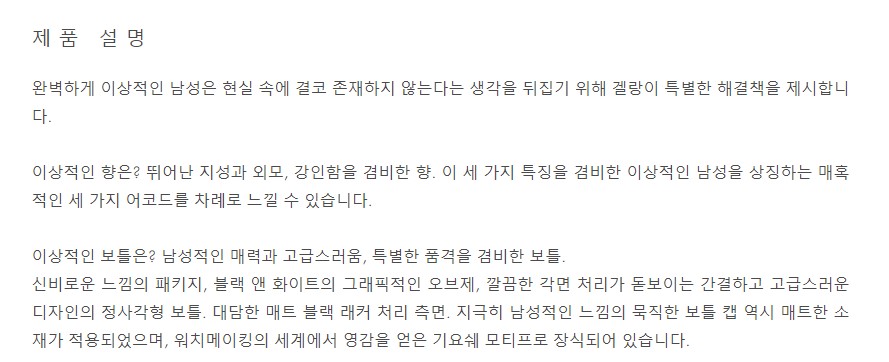 제품 설명
완벽하게 이상적인 남성은 현실 속에 결코 존재하지 않는다는 생각을 뒤집기 위해 겔랑이 특별한 해결책을 제시합니
다.
이상적인 향은? 뛰어난 지성과 외모, 강인함을 겸비한 향. 이 세 가지 특징을 겸비한 이상적인 남성을 상징하는 매혹
적인 세 가지 어코드를 차례로 느낄 수 있습니다.
이상적인 보틀은? 남성적인 매력과 고급스러움, 특별한 품격을 겸비한 보틀.
신비로운 느낌의 패키지, 블랙 앤 화이트의 그래픽적인 오브제, 깔끔한 각면 처리가 돋보이는 간결하고 고급스러운
디자인의 정사각형 보틀. 대담한 매트 블랙 래커 처리 측면. 지극히 남성적인 느낌의 묵직한 보틀 캡 역시 매트한 소
재가 적용되었으며, 워치메이킹의 세계에서 영감을 얻은 기요쉐 모티프로 장식되어 있습니다.